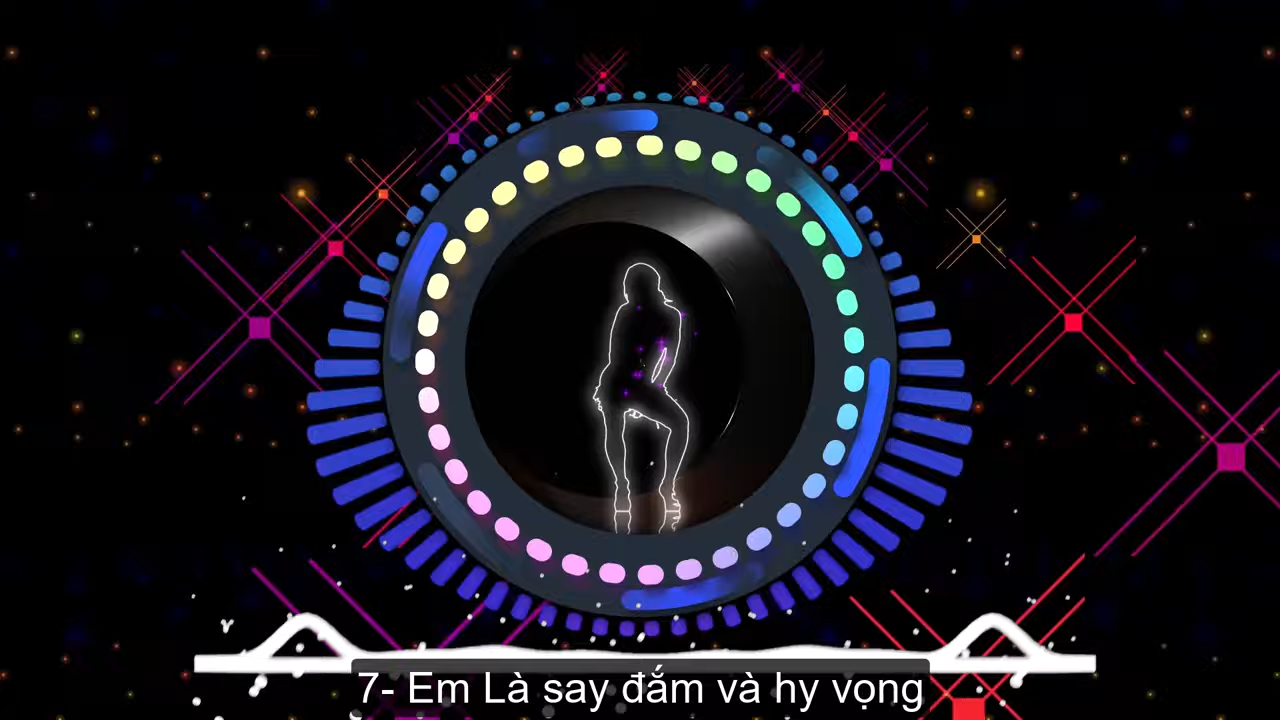 7- Em Là say đắm và hy vọng